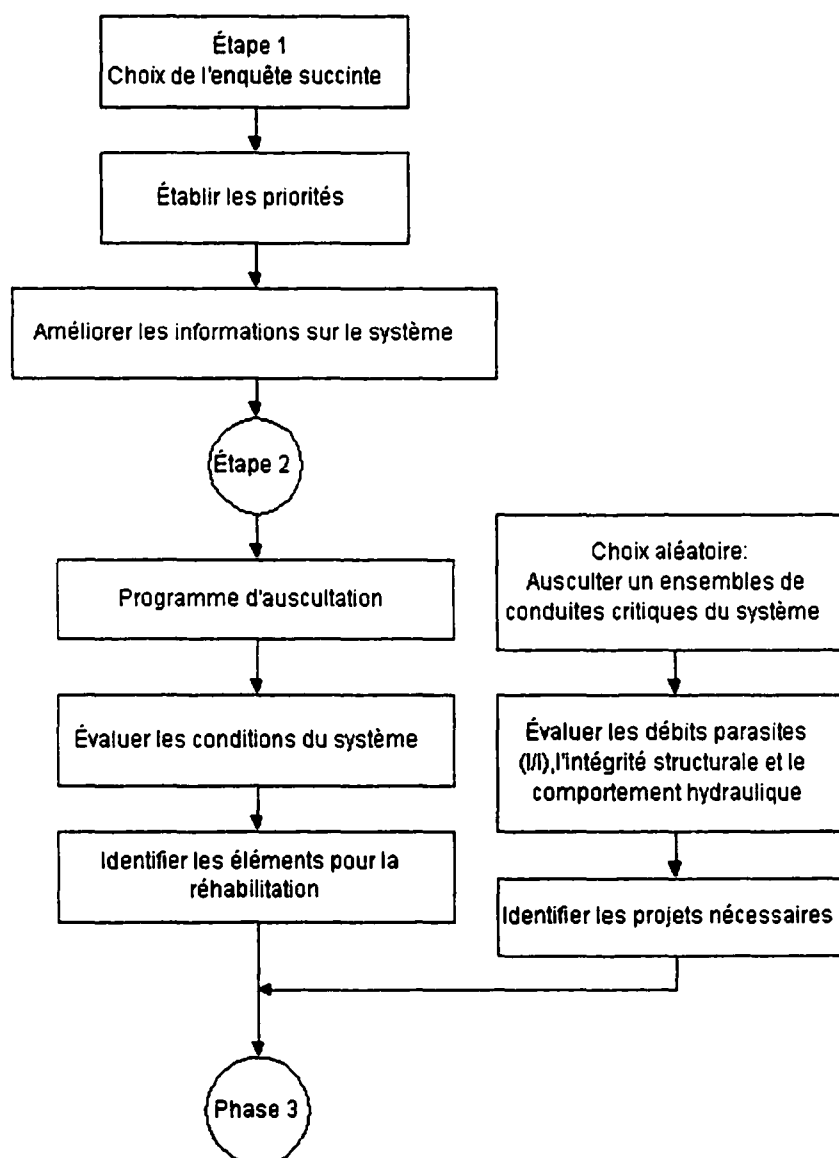 Étape 1
Choix de l'enquête succinte
Établir les priorités
Améliorer les informations sur le système
Étape 2
Programme d'auscultation
Évaluer les conditions du système
Identifier les éléments pour la
réhabilitation
Choix aléatoire:
Ausculter un ensembles de
conduites critiques du système
Évaluer les débits parasites
(I/I),l'intégrité structurale et le
comportement hydraulique
Identifier les projets nécessaires
Phase 3